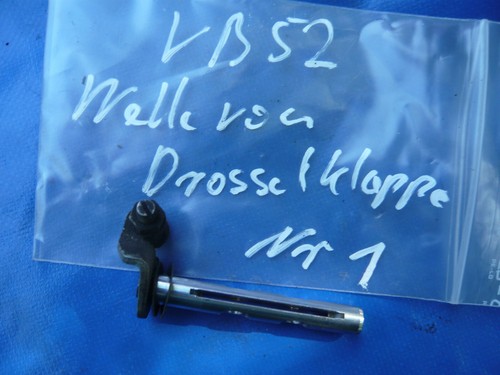 VB52
Welle von
Drosselklappe
Nr 1